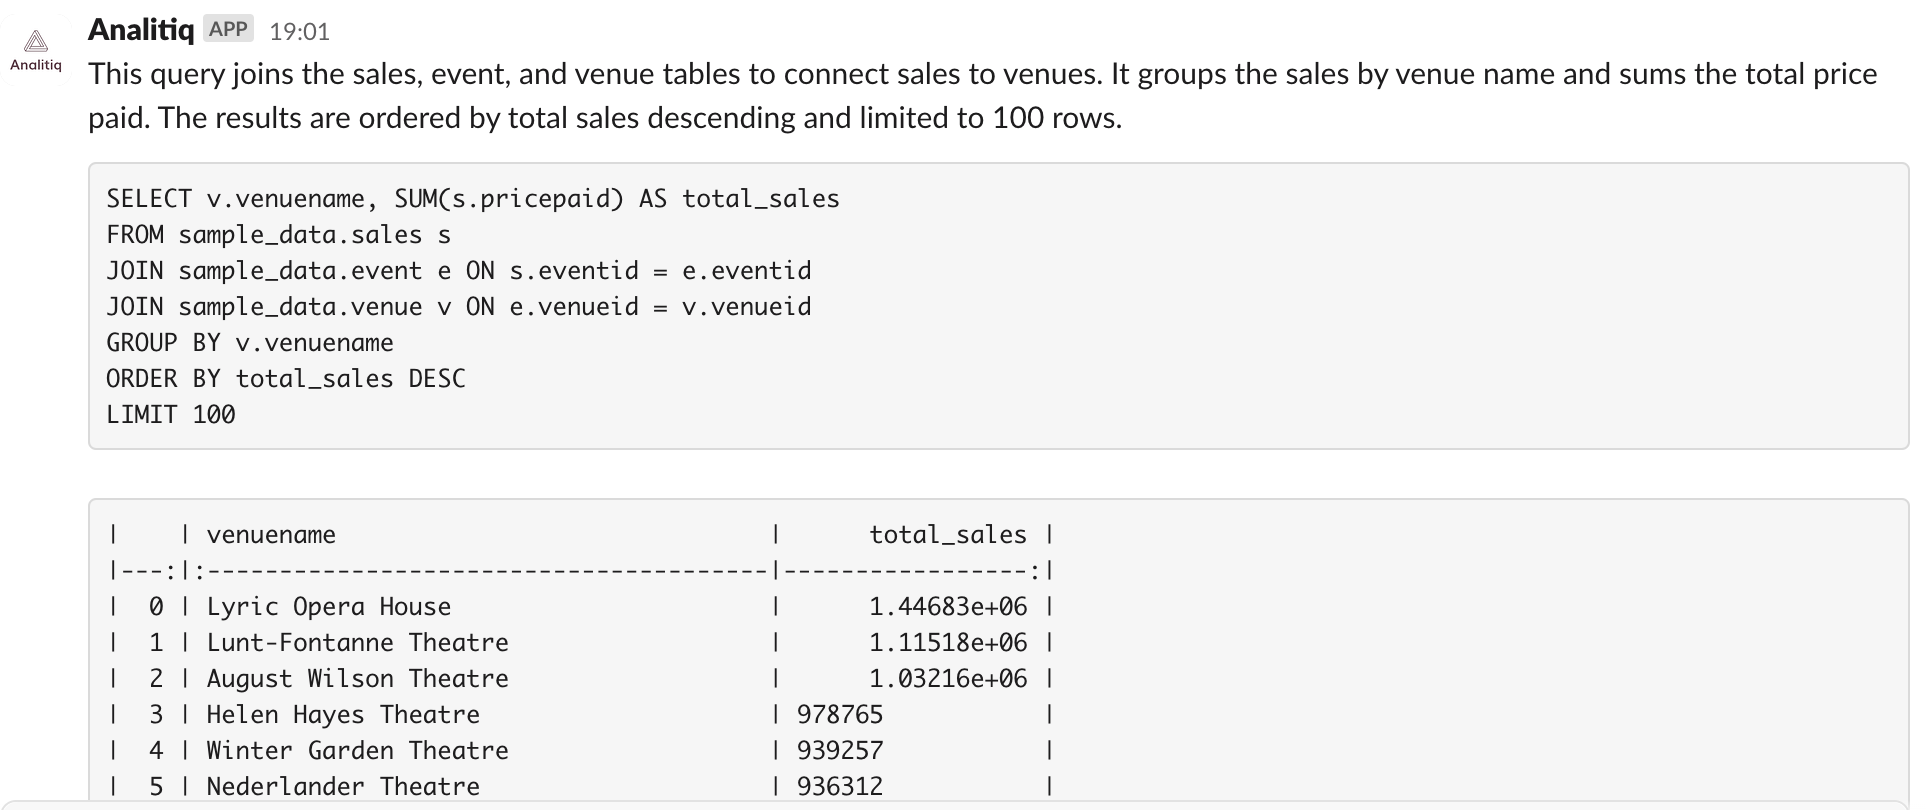 Analitiq APP 19:01
Analitiq
This query joins the sales, event, and venue tables to connect sales to venues. It groups the sales by venue name and sums the total price
paid. The results are ordered by total sales descending and limited to 100 rows.
SELECT v.venuename, SUM(s.pricepaid) AS total_sales
FROM sample_data.sales s
JOIN sample_data.event e ON s.eventid = e.eventid
JOIN sample_data.venue v ON e.venueid = v.venueid
GROUP BY v.venuename
ORDER BY total_sales DESC
LIMIT 100
|    | venuename                               |      total_sales |
|---:|:---------------------------------------|-----------------:|
|  0 | Lyric Opera House                       |      1.44683e+06 |
|  1 | Lunt-Fontanne Theatre                   |      1.11518e+06 |
|  2 | August Wilson Theatre                   |      1.03216e+06 |
|  3 | Helen Hayes Theatre                     | 978765           |
|  4 | Winter Garden Theatre                   | 939257           |
|  5 | Nederlander Theatre                     | 936312           |